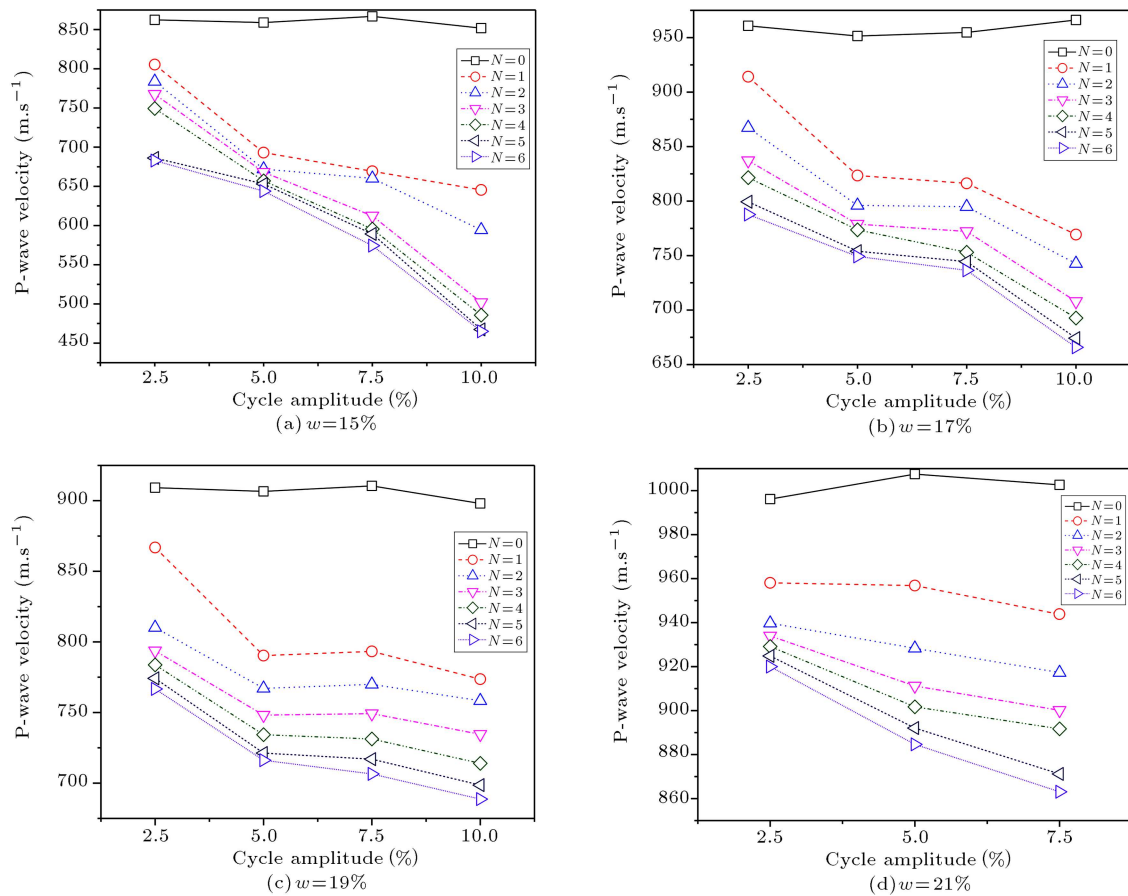 850
800
750
700
650
600
550
500
450
P-wave velocity (m.s⁻¹)
N=0
N=1
N=2
N=3
N=4
N=5
N=6
2.5 5.0 7.5 10.0
Cycle amplitude (%)
(a) w=15%
950
900
850
800
750
700
650
P-wave velocity (m.s⁻¹)
N=0
N=1
N=2
N=3
N=4
N=5
N=6
2.5 5.0 7.5 10.0
Cycle amplitude (%)
(b) w=17%
900
850
800
750
700
P-wave velocity (m.s⁻¹)
N=0
N=1
N=2
N=3
N=4
N=5
N=6
2.5 5.0 7.5 10.0
Cycle amplitude (%)
(c) w=19%
1000
980
960
940
920
900
880
860
P-wave velocity (m.s⁻¹)
N=0
N=1
N=2
N=3
N=4
N=5
N=6
2.5 5.0 7.5
Cycle amplitude (%)
(d) w=21%